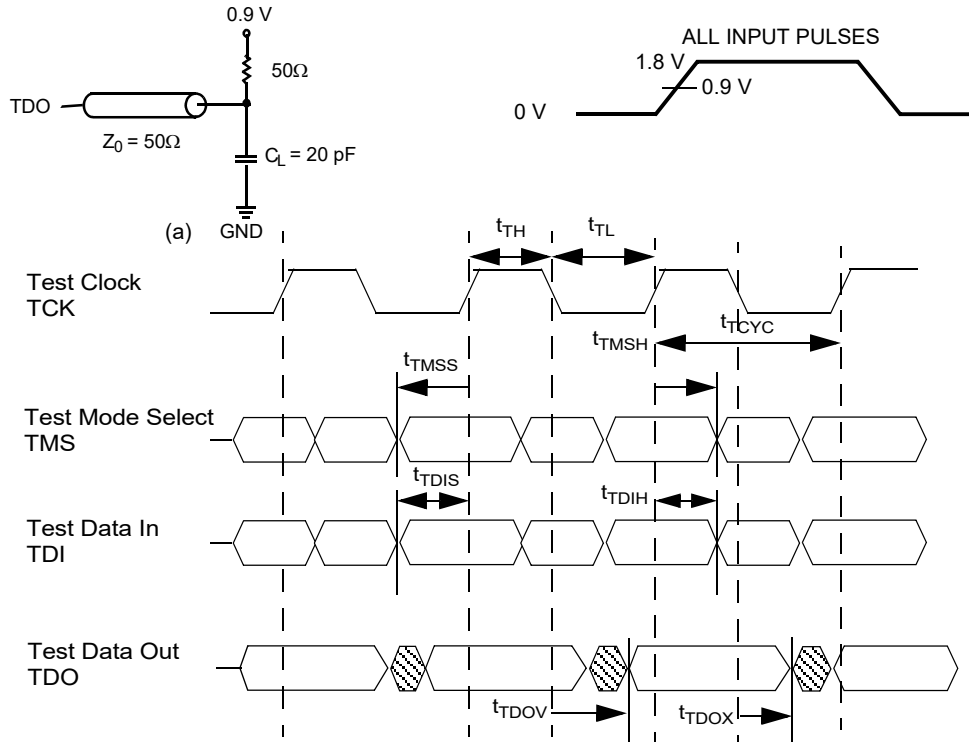 0.9 V
50Ω
TDO
Z0 = 50Ω
CL = 20 pF
(a)
GND
ALL INPUT PULSES
1.8 V
0.9 V
0 V
tTH
tTL
Test Clock
TCK
tTMSH
tTCYC
tTMSS
Test Mode Select
TMS
tTDIS
tTDIH
Test Data In
TDI
Test Data Out
TDO
tTDOV
tTDOX